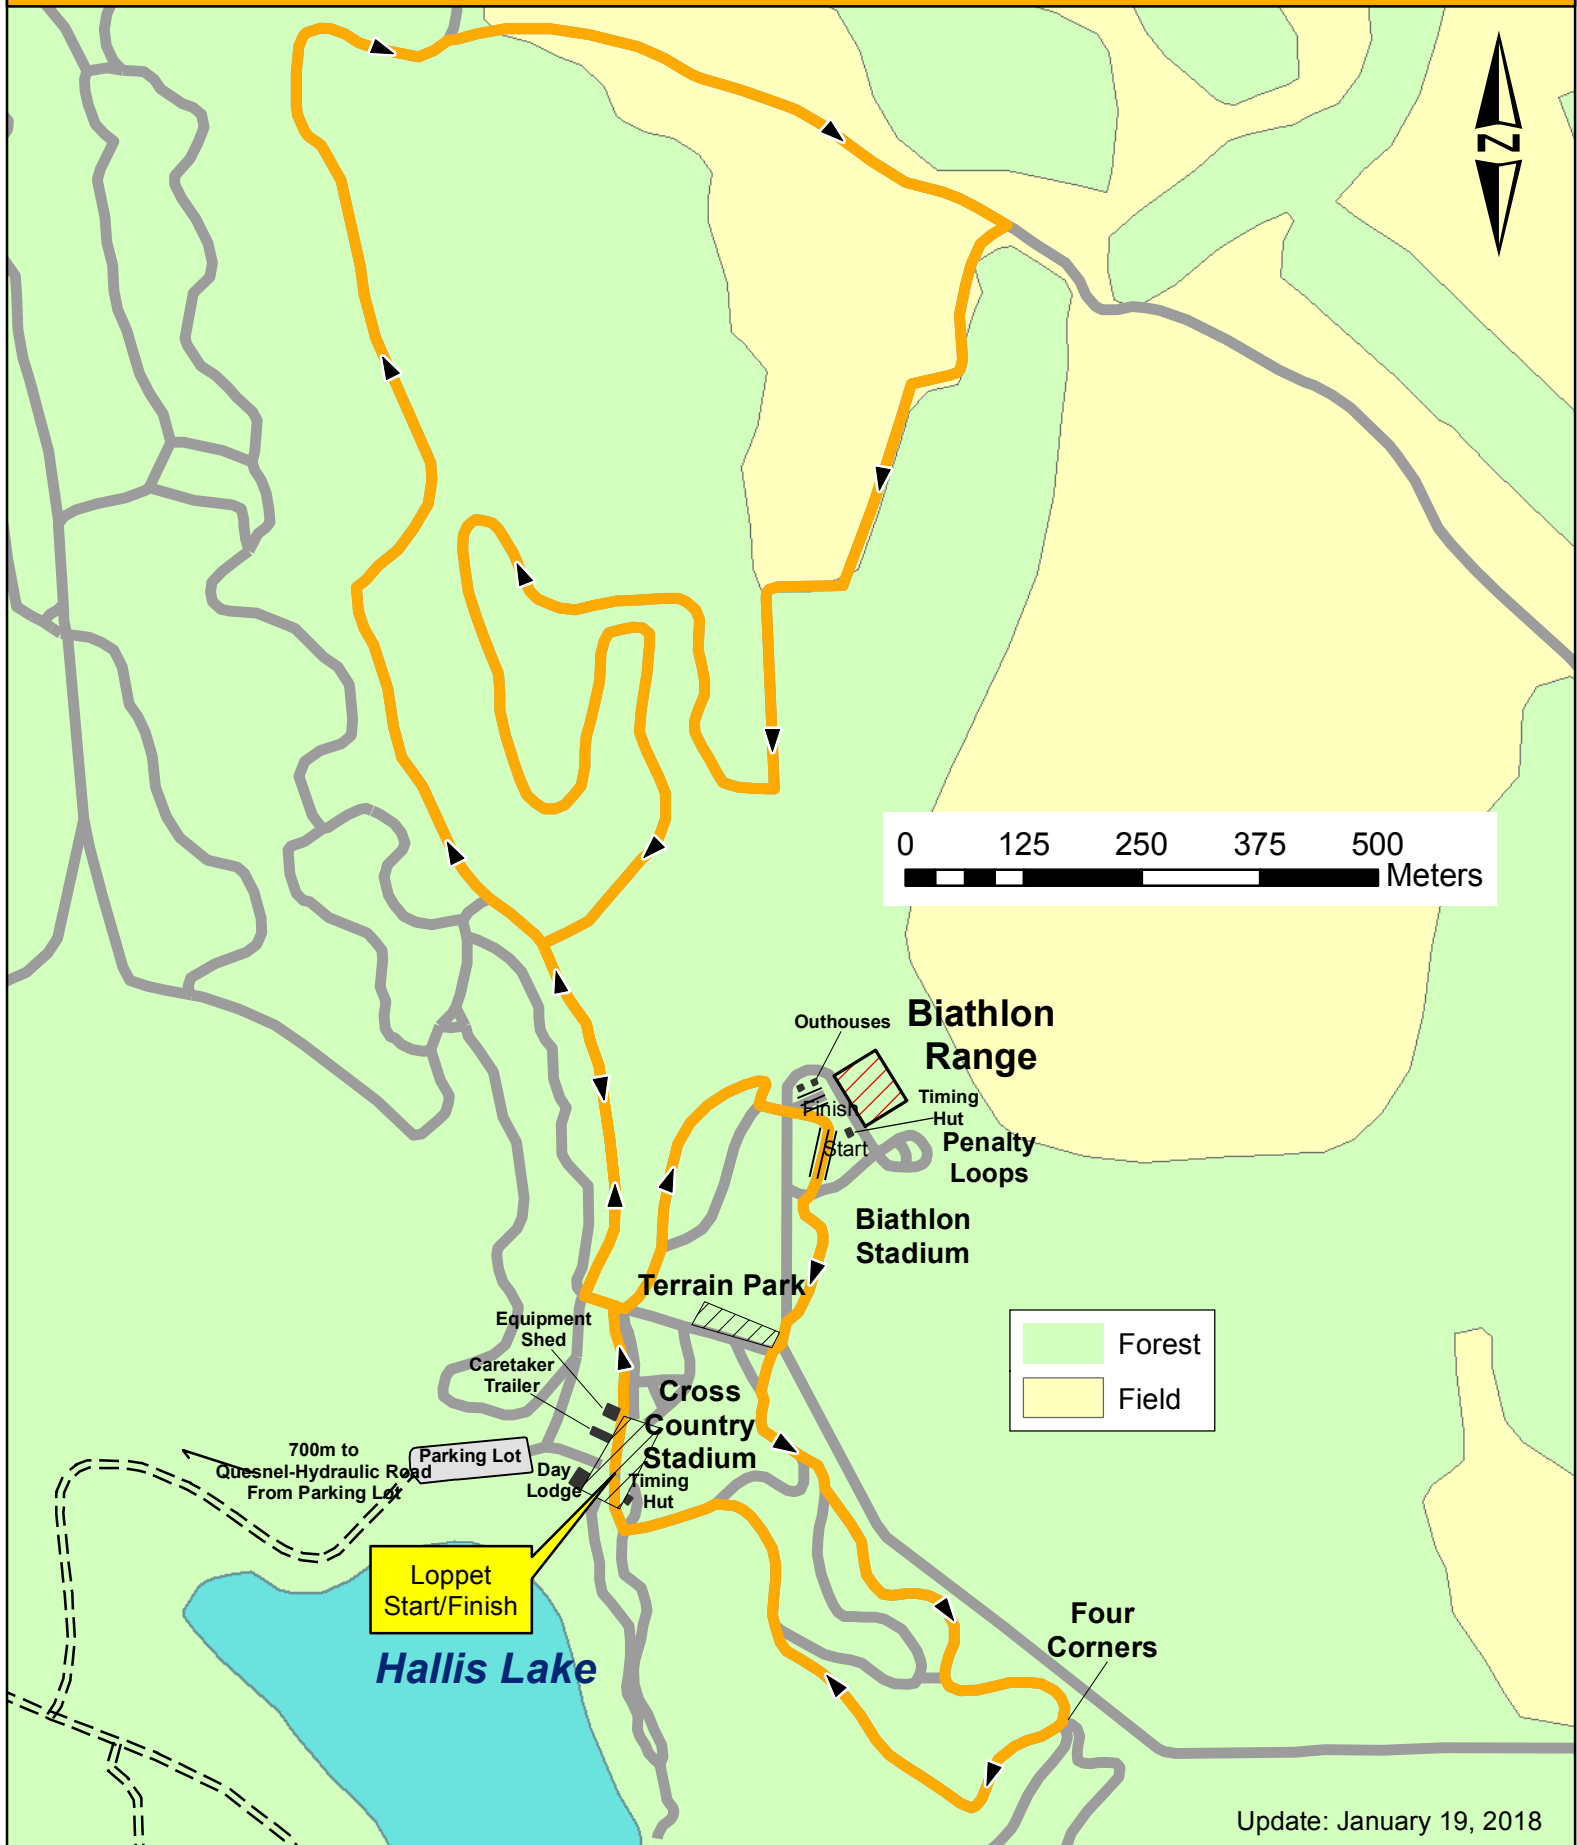 N
0 125 250 375 500
Meters
Outhouses
Biathlon
Range
Finish
Timing
Hut
Start
Penalty
Loops
Biathlon
Stadium
Terrain Park
Equipment
Shed
Caretaker
Trailer
Forest
Field
Cross
Country
Stadium
700m to
Quesnel-Hydraulic Road
From Parking Lot
Parking Lot
Day
Lodge
Timing
Hut
Loppet
Start/Finish
Four
Corners
Hallis Lake
Update: January 19, 2018